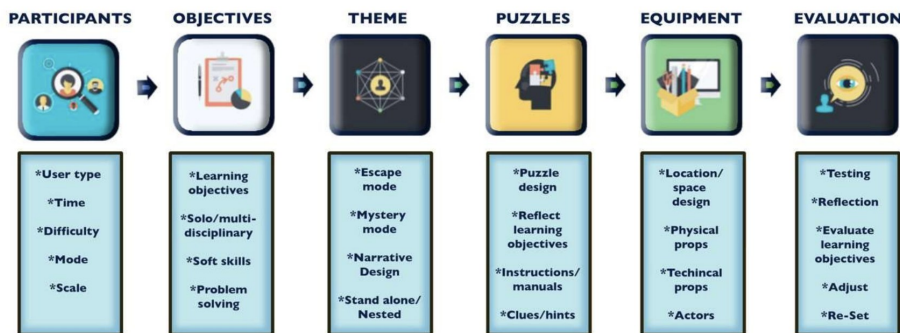 PARTICIPANTS
OBJECTIVES
THEME
PUZZLES
EQUIPMENT
EVALUATION
*User type
*Time
*Difficulty
*Mode
*Scale
*Learning
objectives
*Solo/multi-
disciplinary
*Soft skills
*Problem
solving
*Escape
mode
*Mystery
mode
*Narrative
Design
*Stand alone/
Nested
*Puzzle
design
*Reflect
learning
objectives
*Instructions/
manuals
*Clues/hints
*Location/
space
design
*Physical
props
*Techincal
props
*Actors
*Testing
*Reflection
*Evaluate
learning
objectives
*Adjust
*Re-Set